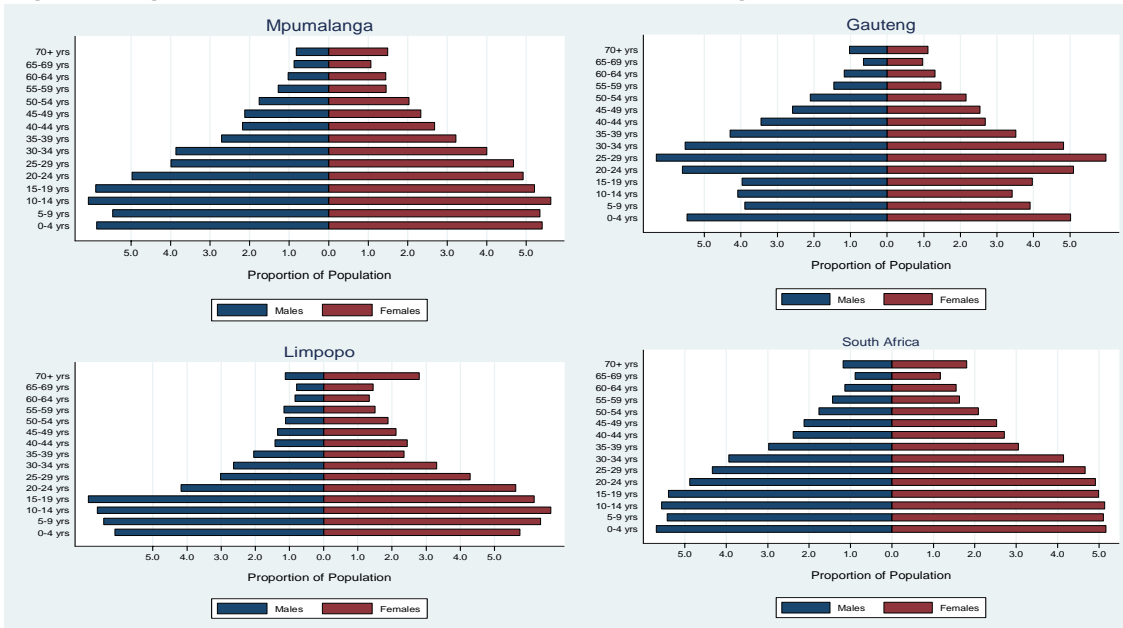 Mpumalanga
70+ yrs
65-69 yrs
60-64 yrs
55-59 yrs
50-54 yrs
45-49 yrs
40-44 yrs
35-39 yrs
30-34 yrs
25-29 yrs
20-24 yrs
15-19 yrs
10-14 yrs
5-9 yrs
0-4 yrs
5.0 4.0 3.0 2.0 1.0 0.0 1.0 2.0 3.0 4.0 5.0
Proportion of Population
Males Females
Gauteng
70+ yrs
65-69 yrs
60-64 yrs
55-59 yrs
50-54 yrs
45-49 yrs
40-44 yrs
35-39 yrs
30-34 yrs
25-29 yrs
20-24 yrs
15-19 yrs
10-14 yrs
5-9 yrs
0-4 yrs
5.0 4.0 3.0 2.0 1.0 0.0 1.0 2.0 3.0 4.0 5.0
Proportion of Population
Males Females
Limpopo
70+ yrs
65-69 yrs
60-64 yrs
55-59 yrs
50-54 yrs
45-49 yrs
40-44 yrs
35-39 yrs
30-34 yrs
25-29 yrs
20-24 yrs
15-19 yrs
10-14 yrs
5-9 yrs
0-4 yrs
5.0 4.0 3.0 2.0 1.0 0.0 1.0 2.0 3.0 4.0 5.0
Proportion of Population
Males Females
South Africa
70+ yrs
65-69 yrs
60-64 yrs
55-59 yrs
50-54 yrs
45-49 yrs
40-44 yrs
35-39 yrs
30-34 yrs
25-29 yrs
20-24 yrs
15-19 yrs
10-14 yrs
5-9 yrs
0-4 yrs
5.0 4.0 3.0 2.0 1.0 0.0 1.0 2.0 3.0 4.0 5.0
Proportion of Population
Males Females